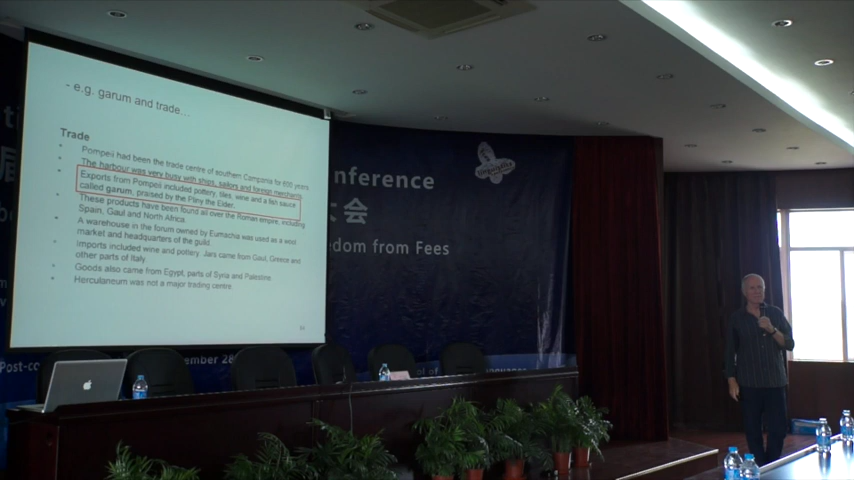 - e.g. garum and trade...
Trade
Pompeii had been the trade centre of southern Campania for 600 years.
The harbour was very busy with ships, sailors and foreign merchants.
Exports from Pompeii included pottery, tiles, wine and a fish sauce
called garum, praised by the Pliny the Elder.
These products have been found all over the Roman empire, including
Spain, Gaul and North Africa.
A warehouse in the forum owned by Eumachia was used as a wool
market and headquarters of the guild.
Imports included wine and pottery. Jars came from Gaul, Greece and
other parts of Italy.
Goods also came from Egypt, parts of Syria and Palestine.
Herculaneum was not a major trading centre.
nference
大会
edom from Fees
Post-co
ember 28